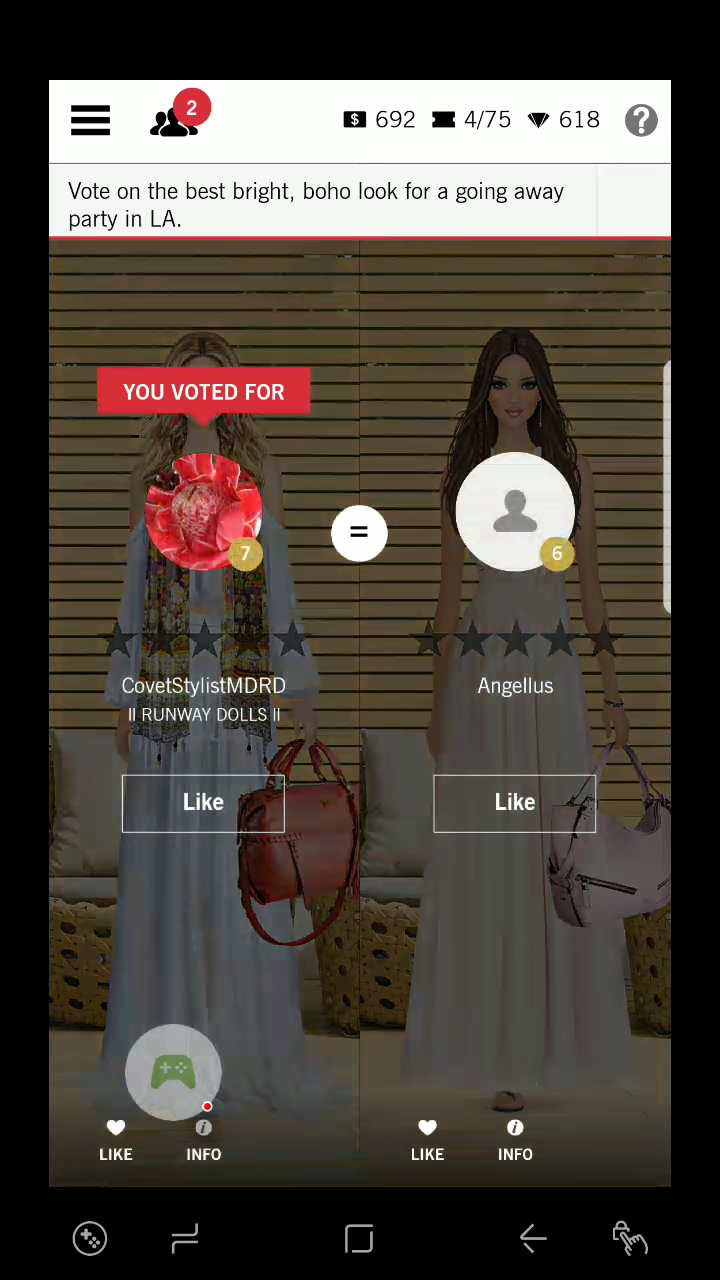 2
$ 692
4/75
618
?
Vote on the best bright, boho look for a going away
party in LA.
YOU VOTED FOR
7
=
6
CovetStylistMDRD
II RUNWAY DOLLS II
Angellus
Like
Like
LIKE
i
INFO
LIKE
i
INFO